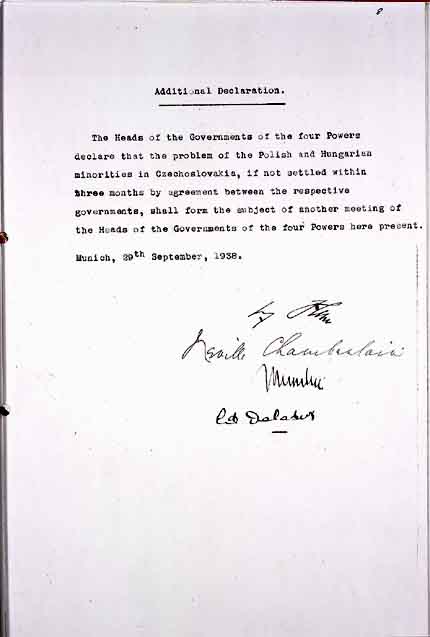 8
Additional Declaration.
The Heads of the Governments of the four Powers
declare that the problem of the Polish and Hungarian
minorities in Czechoslovakia, if not settled within
three months by agreement between the respective
governments, shall form the subject of another meeting of
the Heads of the Governments of the four Powers here present.
Munich, 29th September, 1938.
Neville Chamberlain
Ed Daladier